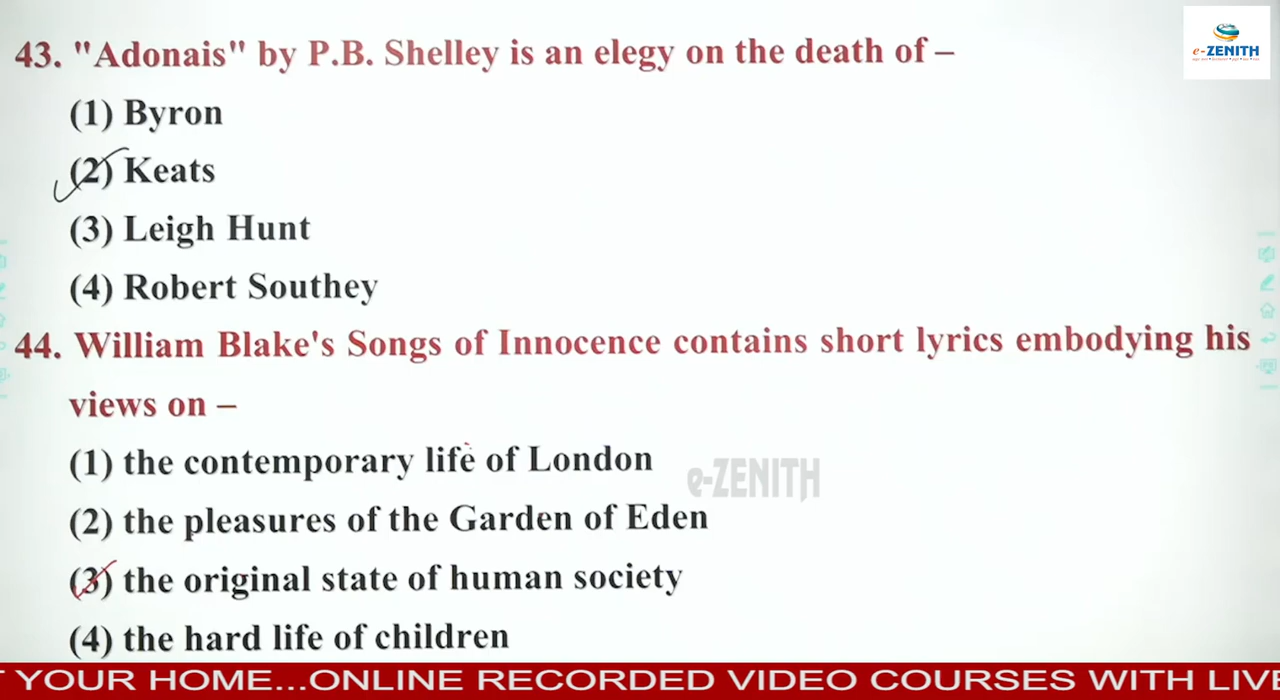 43. "Adonais" by P.B. Shelley is an elegy on the death of –
(1) Byron
(2) Keats
(3) Leigh Hunt
(4) Robert Southey
44. William Blake's Songs of Innocence contains short lyrics embodying his
views on –
(1) the contemporary life of London
(2) the pleasures of the Garden of Eden
(3) the original state of human society
(4) the hard life of children
e-ZENITH
e-ZENITH
YOUR HOME...ONLINE RECORDED VIDEO COURSES WITH